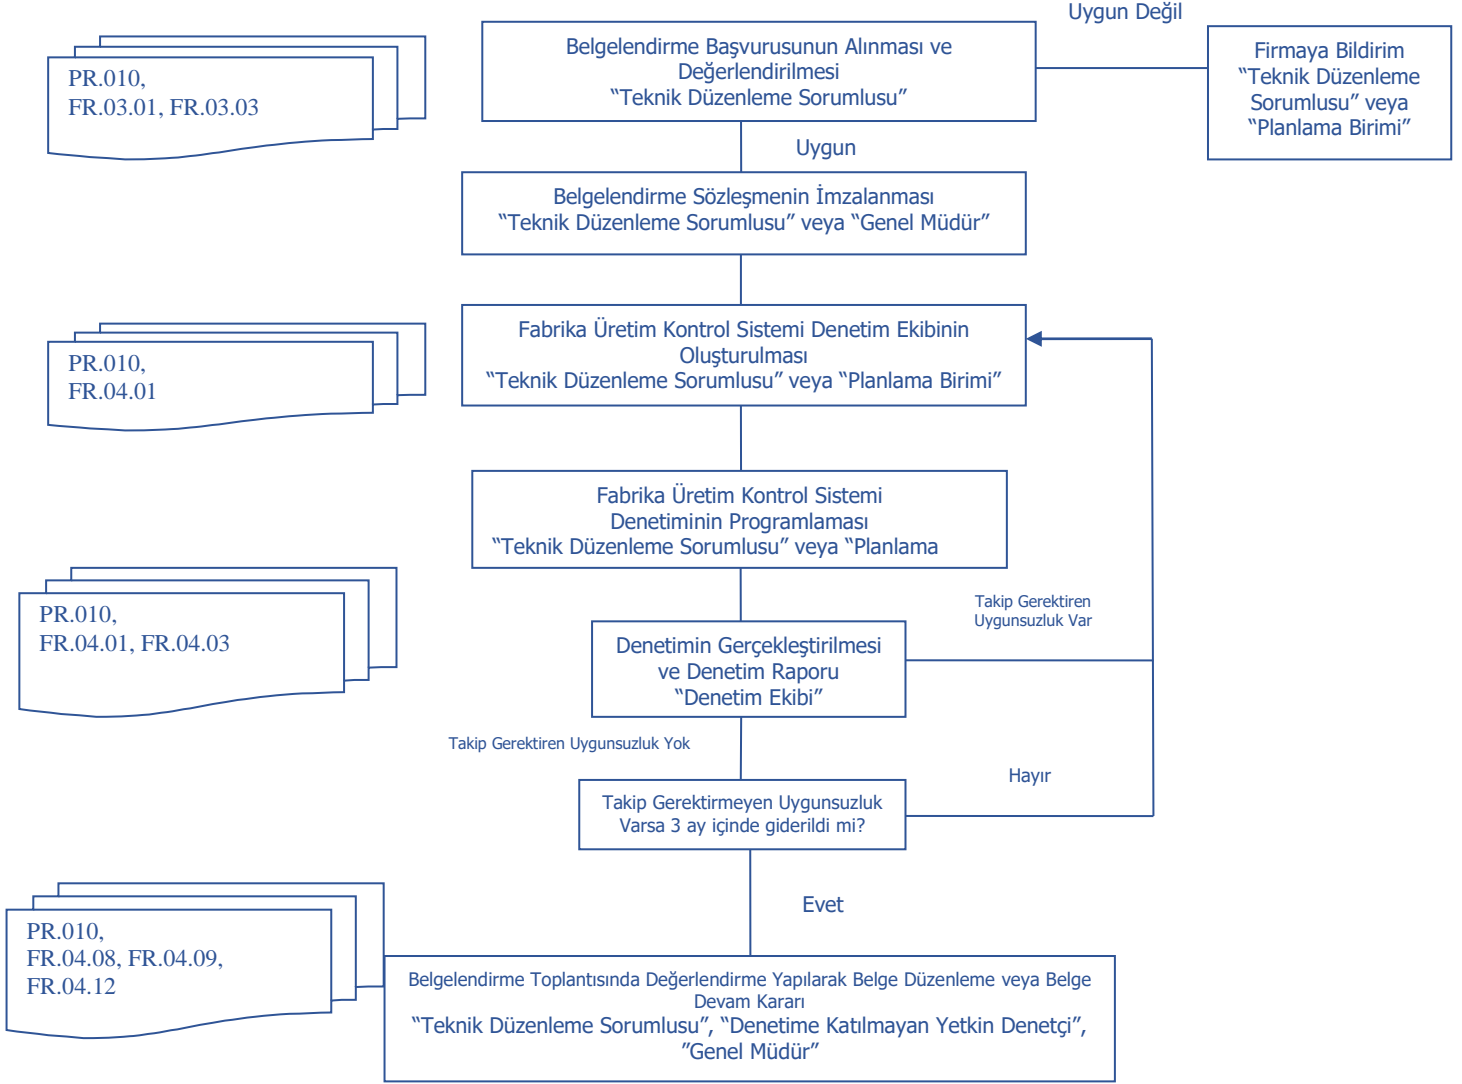 Uygun Değil
PR.010,
FR.03.01, FR.03.03
Belgelendirme Başvurusunun Alınması ve
Değerlendirilmesi
“Teknik Düzenleme Sorumlusu”
Firmaya Bildirim
“Teknik Düzenleme
Sorumlusu” veya
“Planlama Birimi”
Uygun
Belgelendirme Sözleşmenin İmzalanması
“Teknik Düzenleme Sorumlusu” veya “Genel Müdür”
PR.010,
FR.04.01
Fabrika Üretim Kontrol Sistemi Denetim Ekibinin
Oluşturulması
“Teknik Düzenleme Sorumlusu” veya “Planlama Birimi”
Fabrika Üretim Kontrol Sistemi
Denetiminin Programlaması
“Teknik Düzenleme Sorumlusu” veya “Planlama
PR.010,
FR.04.01, FR.04.03
Takip Gerektiren
Uygunsuzluk Var
Denetimin Gerçekleştirilmesi
ve Denetim Raporu
“Denetim Ekibi”
Takip Gerektiren Uygunsuzluk Yok
Hayır
Takip Gerektirmeyen Uygunsuzluk
Varsa 3 ay içinde giderildi mi?
Evet
PR.010,
FR.04.08, FR.04.09,
FR.04.12
Belgelendirme Toplantısında Değerlendirme Yapılarak Belge Düzenleme veya Belge
Devam Kararı
“Teknik Düzenleme Sorumlusu”, “Denetime Katılmayan Yetkin Denetçi”,
”Genel Müdür”